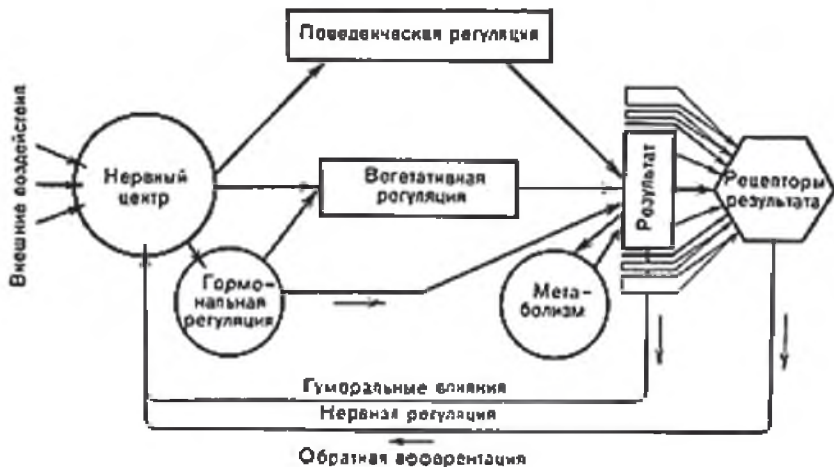 Поведенческая регуляция
Внешние воздействия
Нервный
центр
Вегетативная
регуляция
Результат
Рецепторы
результата
Гормо-
нальная
регуляция
Мета-
болизм
Гуморальные влияния
Нервная регуляция
Обратная афферентация